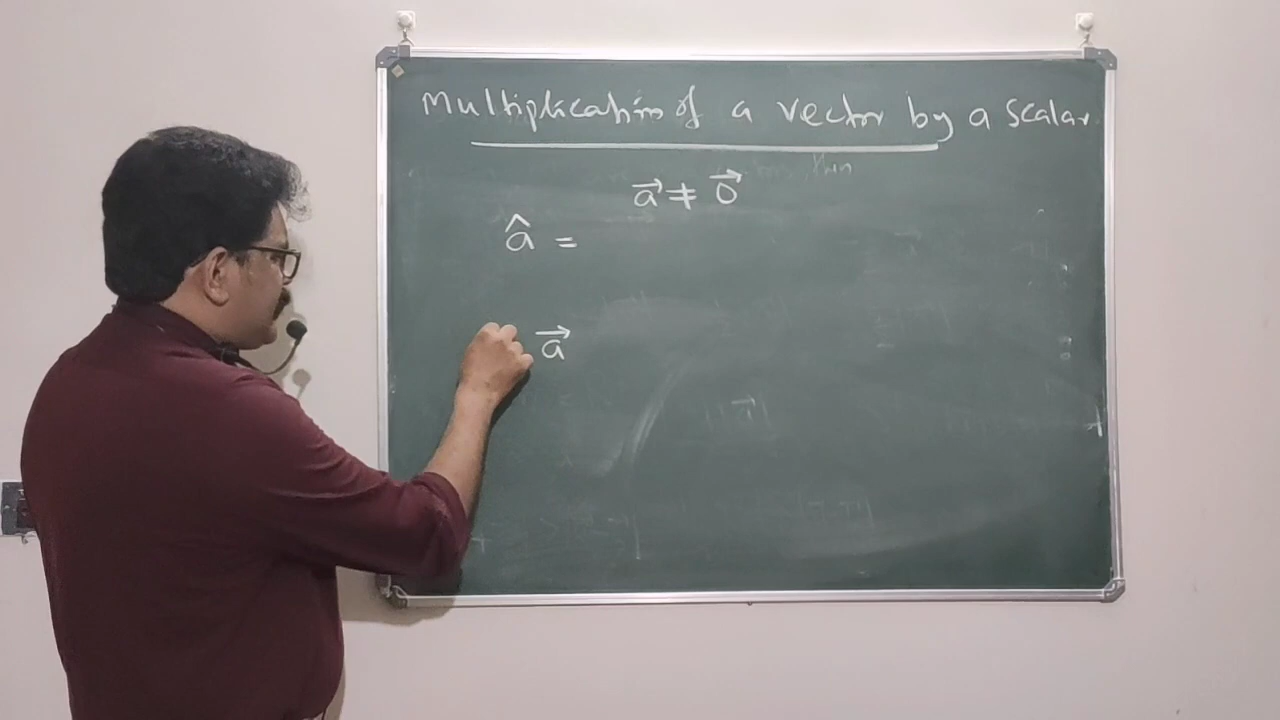 Multiplication of a vector by a scalar
a⃗ ≠ 0⃗
â =
a⃗